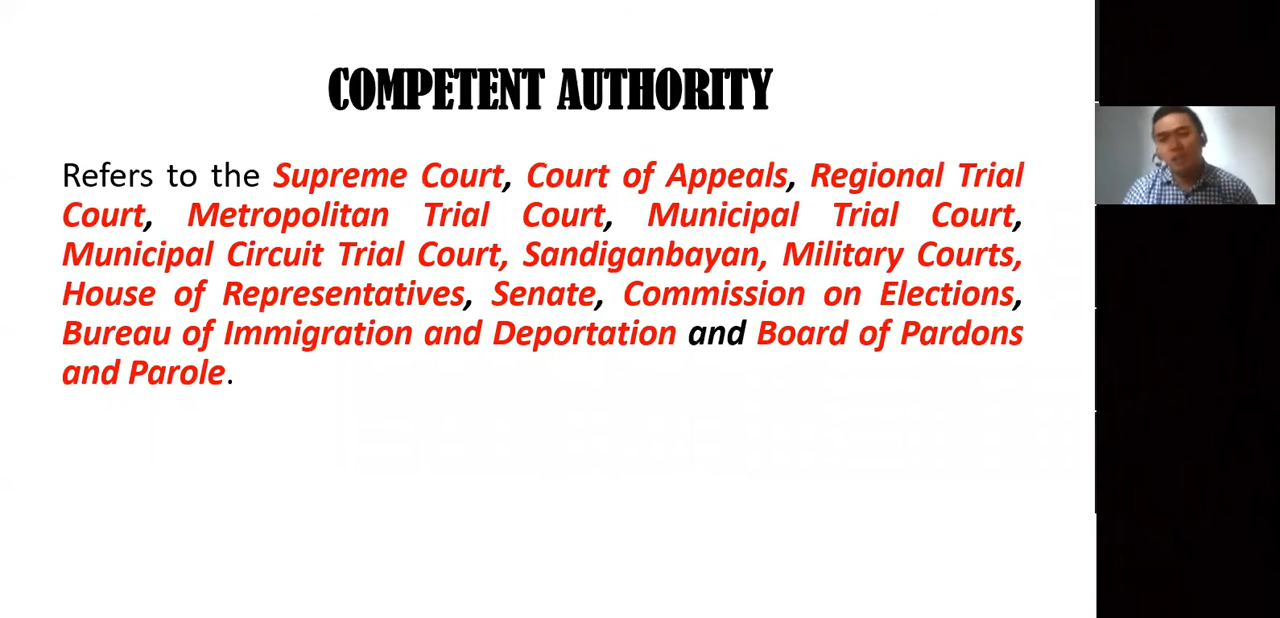 COMPETENT AUTHORITY
Refers to the Supreme Court, Court of Appeals, Regional Trial
Court, Metropolitan Trial Court, Municipal Trial Court,
Municipal Circuit Trial Court, Sandiganbayan, Military Courts,
House of Representatives, Senate, Commission on Elections,
Bureau of Immigration and Deportation and Board of Pardons
and Parole.